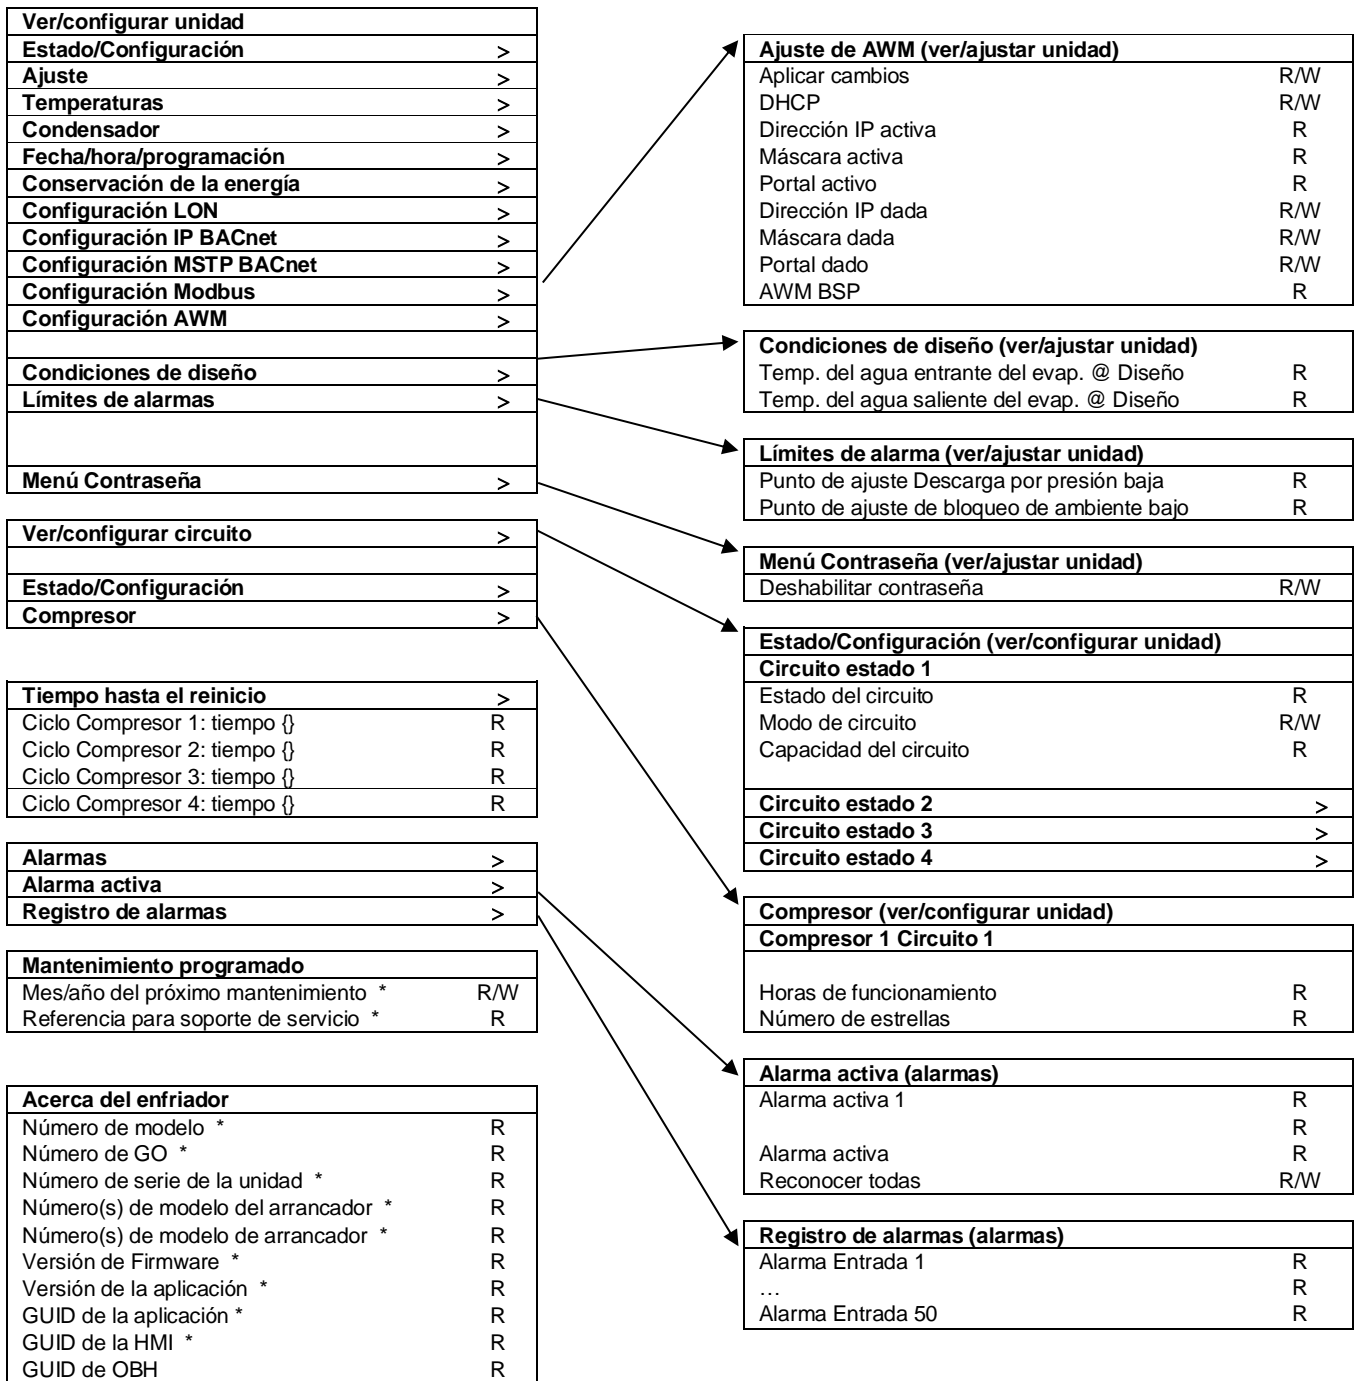 Ver/configurar unidad
Estado/Configuración >
Ajuste >
Temperaturas >
Condensador >
Fecha/hora/programación >
Conservación de la energía >
Configuración LON >
Configuración IP BACnet >
Configuración MSTP BACnet >
Configuración Modbus >
Configuración AWM >
Condiciones de diseño >
Límites de alarmas >
Menú Contraseña >
Ver/configurar circuito >
Estado/Configuración >
Compresor >
Tiempo hasta el reinicio >
Ciclo Compresor 1: tiempo {} R
Ciclo Compresor 2: tiempo {} R
Ciclo Compresor 3: tiempo {} R
Ciclo Compresor 4: tiempo {} R
Alarmas >
Alarma activa >
Registro de alarmas >
Mantenimiento programado
Mes/año del próximo mantenimiento * R/W
Referencia para soporte de servicio * R
Acerca del enfriador
Número de modelo * R
Número de GO * R
Número de serie de la unidad * R
Número(s) de modelo del arrancador * R
Número(s) de modelo de arrancador * R
Versión de Firmware * R
Versión de la aplicación * R
GUID de la aplicación * R
GUID de la HMI * R
GUID de OBH R
Ajuste de AWM (ver/ajustar unidad)
Aplicar cambios R/W
DHCP R/W
Dirección IP activa R
Máscara activa R
Portal activo R
Dirección IP dada R/W
Máscara dada R/W
Portal dado R/W
AWM BSP R
Condiciones de diseño (ver/ajustar unidad)
Temp. del agua entrante del evap. @ Diseño R
Temp. del agua saliente del evap. @ Diseño R
Límites de alarma (ver/ajustar unidad)
Punto de ajuste Descarga por presión baja R
Punto de ajuste de bloqueo de ambiente bajo R
Menú Contraseña (ver/ajustar unidad)
Deshabilitar contraseña R/W
Estado/Configuración (ver/configurar unidad)
Circuito estado 1
Estado del circuito R
Modo de circuito R/W
Capacidad del circuito R
Circuito estado 2 >
Circuito estado 3 >
Circuito estado 4 >
Compresor (ver/configurar unidad)
Compresor 1 Circuito 1
Horas de funcionamiento R
Número de estrellas R
Alarma activa (alarmas)
Alarma activa 1 R
R
Alarma activa R
Reconocer todas R/W
Registro de alarmas (alarmas)
Alarma Entrada 1 R
… R
Alarma Entrada 50 R